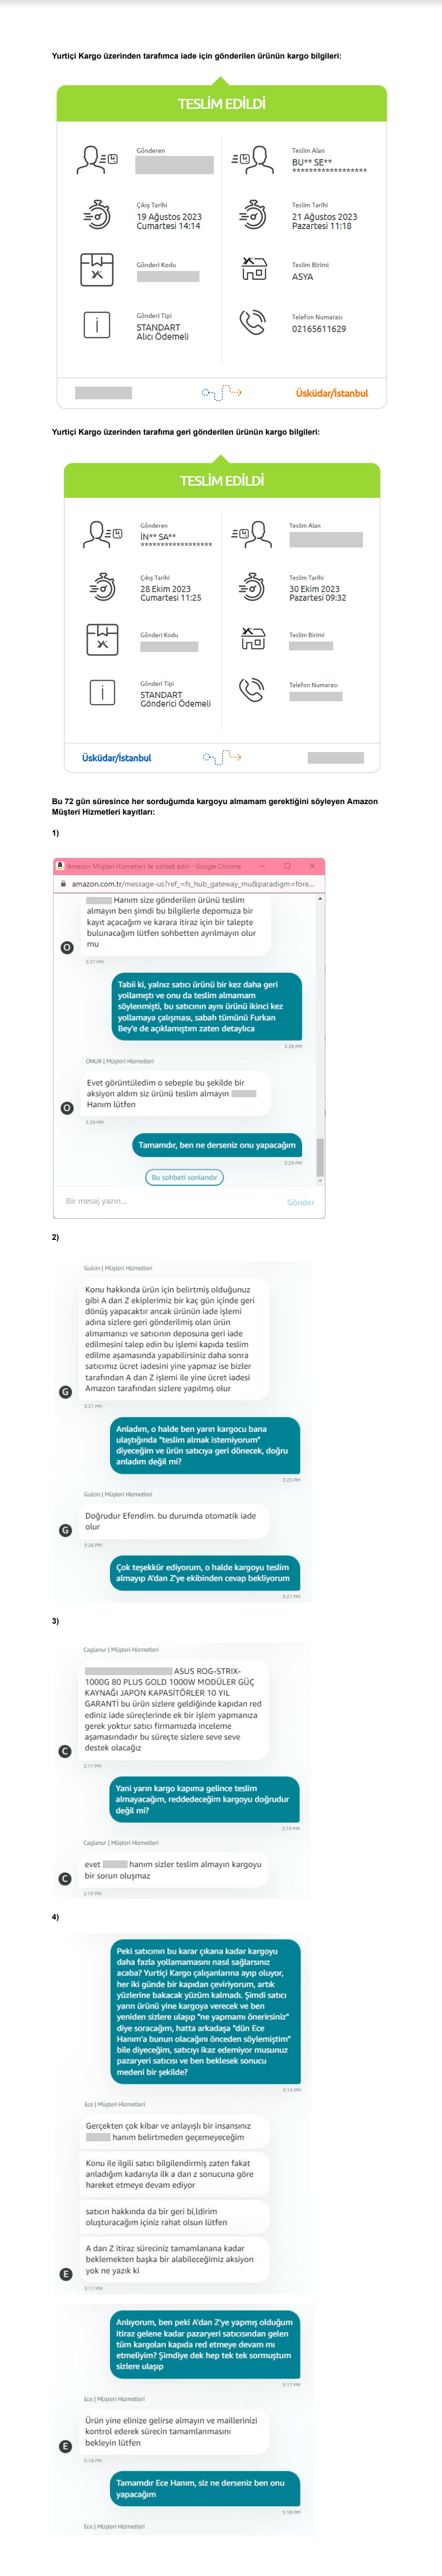 Yurtiçi Kargo üzerinden tarafımca iade için gönderilen ürünün kargo bilgileri:
TESLİM EDİLDİ
Gönderen
Teslim Alan
BU** SE**
******************
Çıkış Tarihi
19 Ağustos 2023
Cumartesi 14:14
Teslim Tarihi
21 Ağustos 2023
Pazartesi 11:18
Gönderi Kodu
Teslim Birimi
ASYA
Gönderi Tipi
STANDART
Alıcı Ödemeli
Telefon Numarası
02165611629
Üsküdar/İstanbul
Yurtiçi Kargo üzerinden tarafıma geri gönderilen ürünün kargo bilgileri:
TESLİM EDİLDİ
Gönderen
İN** SA**
******************
Teslim Alan
Çıkış Tarihi
28 Ekim 2023
Cumartesi 11:25
Teslim Tarihi
30 Ekim 2023
Pazartesi 09:32
Gönderi Kodu
Teslim Birimi
Gönderi Tipi
STANDART
Gönderici Ödemeli
Telefon Numarası
Üsküdar/İstanbul
Bu 72 gün süresince her sorduğumda kargoyu almamam gerektiğini söyleyen Amazon
Müşteri Hizmetleri kayıtları:
1)
a Amazon Müşteri Hizmetleri ile sohbet edin - Google Chrome
amazon.com.tr/message-us?ref_=fs_hub_gateway_mu&paradigm=fore...
Hanım size gönderilen ürünü teslim
almayın ben şimdi bu bilgilerle depomuza bir
kayıt açacağım ve karara itiraz için bir talepte
bulunacağım lütfen sohbetten ayrılmayın olur
mu
O
3:27 PM
Tabii ki, yalnız satıcı ürünü bir kez daha geri
yollamıştı ve onu da teslim almamam
söylenmişti, bu satıcının aynı ürünü ikinci kez
yollamaya çalışması, sabah tümünü Furkan
Bey'e de açıklamıştım zaten detaylıca
3:28 PM
ONUR | Müşteri Hizmetleri
Evet görüntüledim o sebeple bu şekilde bir
aksiyon aldım siz ürünü teslim almayın
Hanım lütfen
O
3:29 PM
Tamamdır, ben ne derseniz onu yapacağım
3:29 PM
Bu sohbeti sonlandır
Bir mesaj yazın...
Gönder
2)
Gulcin | Müşteri Hizmetleri
Konu hakkında ürün için belirtmiş olduğunuz
gibi A dan Z ekiplerimiz bir kaç gün içinde geri
dönüş yapacaktır ancak ürünün iade işlemi
adına sizlere geri gönderilmiş olan ürün
almamanızı ve satıcının deposuna geri iade
edilmesini talep edin bu işlemi kapıda teslim
edilme aşamasında yapabilirsiniz daha sonra
satıcımız ücret iadesini yine yapmaz ise bizler
tarafından A dan Z işlemi ile yine ücret iadesi
Amazon tarafından sizlere yapılmış olur
G
3:21 PM
Anladım, o halde ben yarın kargocu bana
ulaştığında "teslim almak istemiyorum"
diyeceğim ve ürün satıcıya geri dönecek, doğru
anladım değil mi?
3:23 PM
Gulcin | Müşteri Hizmetleri
Doğrudur Efendim. bu durumda otomatik iade
olur
G
3:26 PM
Çok teşekkür ediyorum, o halde kargoyu teslim
almayıp A'dan Z'ye ekibinden cevap bekliyorum
3:27 PM
3)
Caglanur | Müşteri Hizmetleri
ASUS ROG-STRIX-
1000G 80 PLUS GOLD 1000W MODÜLER GÜÇ
KAYNAĞI JAPON KAPASİTÖRLER 10 YIL
GARANTİ bu ürün sizlere geldiğinde kapıdan red
ediniz iade süreçlerinde ek bir işlem yapmanıza
gerek yoktur satıcı firmamızda inceleme
aşamasındadır bu süreçte sizlere seve seve
destek olacağız
C
2:17 PM
Yani yarın kargo kapıma gelince teslim
almayacağım, reddedeceğim kargoyu doğrudur
değil mi?
2:19 PM
Caglanur | Müşteri Hizmetleri
evet
hanım sizler teslim almayın kargoyu
bir sorun oluşmaz
C
2:19 PM
4)
Peki satıcının bu karar çıkana kadar kargoyu
daha fazla yollamamasını nasıl sağlarsınız
acaba? Yurtiçi Kargo çalışanlarına ayıp oluyor,
her iki günde bir kapıdan çeviriyorum, artık
yüzlerine bakacak yüzüm kalmadı. Şimdi satıcı
yarın ürünü yine kargoya verecek ve ben
yeniden sizlere ulaşıp "ne yapmamı önerirsiniz"
diye soracağım, hatta arkadaşa "dün Ece
Hanım'a bunun olacağını önceden söylemiştim"
bile diyeceğim, satıcıyı ikaz edemiyor musunuz
pazaryeri satıcısı ve ben beklesek sonucu
medeni bir şekilde?
5:14 PM
Ece | Müşteri Hizmetleri
Gerçekten çok kibar ve anlayışlı bir insansınız
hanım belirtmeden geçemeyeceğim
Konu ile ilgili satıcı bilgilendirmiş zaten fakat
anladığım kadarıyla ilk a dan z sonucuna göre
hareket etmeye devam ediyor
satıcın hakkında da bir geri bi,ldirim
oluşturacağım içiniz rahat olsun lütfen
A dan Z itiraz süreciniz tamamlanana kadar
beklemekten başka bir alabileceğimiz aksiyon
yok ne yazık ki
E
5:17 PM
Anlıyorum, ben peki A'dan Z'ye yapmış olduğum
itiraz gelene kadar pazaryeri satıcısından gelen
tüm kargoları kapıda red etmeye devam mı
etmeliyim? Şimdiye dek hep tek tek sormuştum
sizlere ulaşıp
5:17 PM
Ece | Müşteri Hizmetleri
Ürün yine elinize gelirse almayın ve maillerinizi
kontrol ederek sürecin tamamlanmasını
bekleyin lütfen
E
5:18 PM
Tamamdır Ece Hanım, siz ne derseniz ben onu
yapacağım
5:18 PM
Ece | Müşteri Hizmetleri